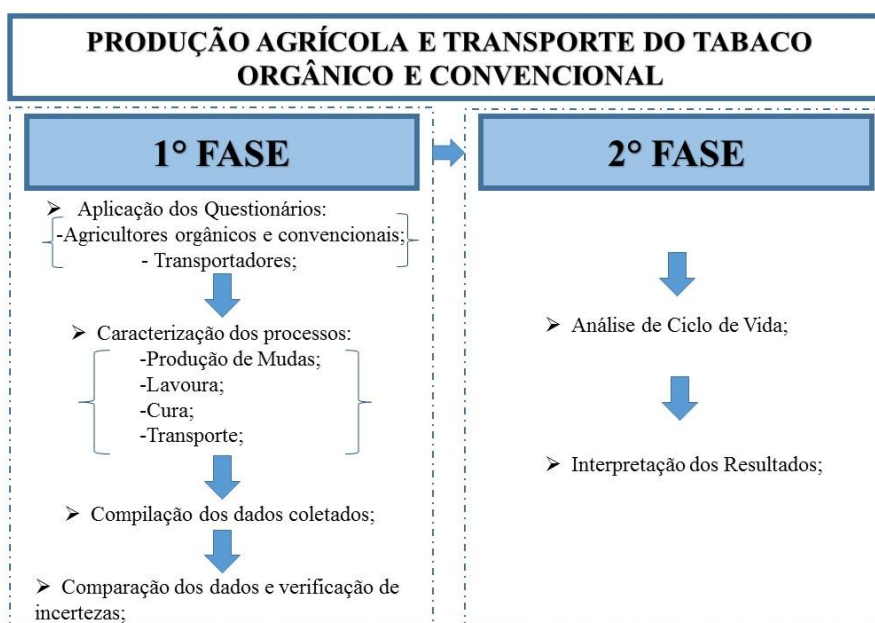 PRODUÇÃO AGRÍCOLA E TRANSPORTE DO TABACO
ORGÂNICO E CONVENCIONAL
1° FASE
➢ Aplicação dos Questionários:
-Agricultores orgânicos e convencionais;
- Transportadores;
➢ Caracterização dos processos:
-Produção de Mudas;
-Lavoura;
-Cura;
-Transporte;
➢ Compilação dos dados coletados;
➢ Comparação dos dados e verificação de
incertezas;
2° FASE
➢ Análise de Ciclo de Vida;
➢ Interpretação dos Resultados;